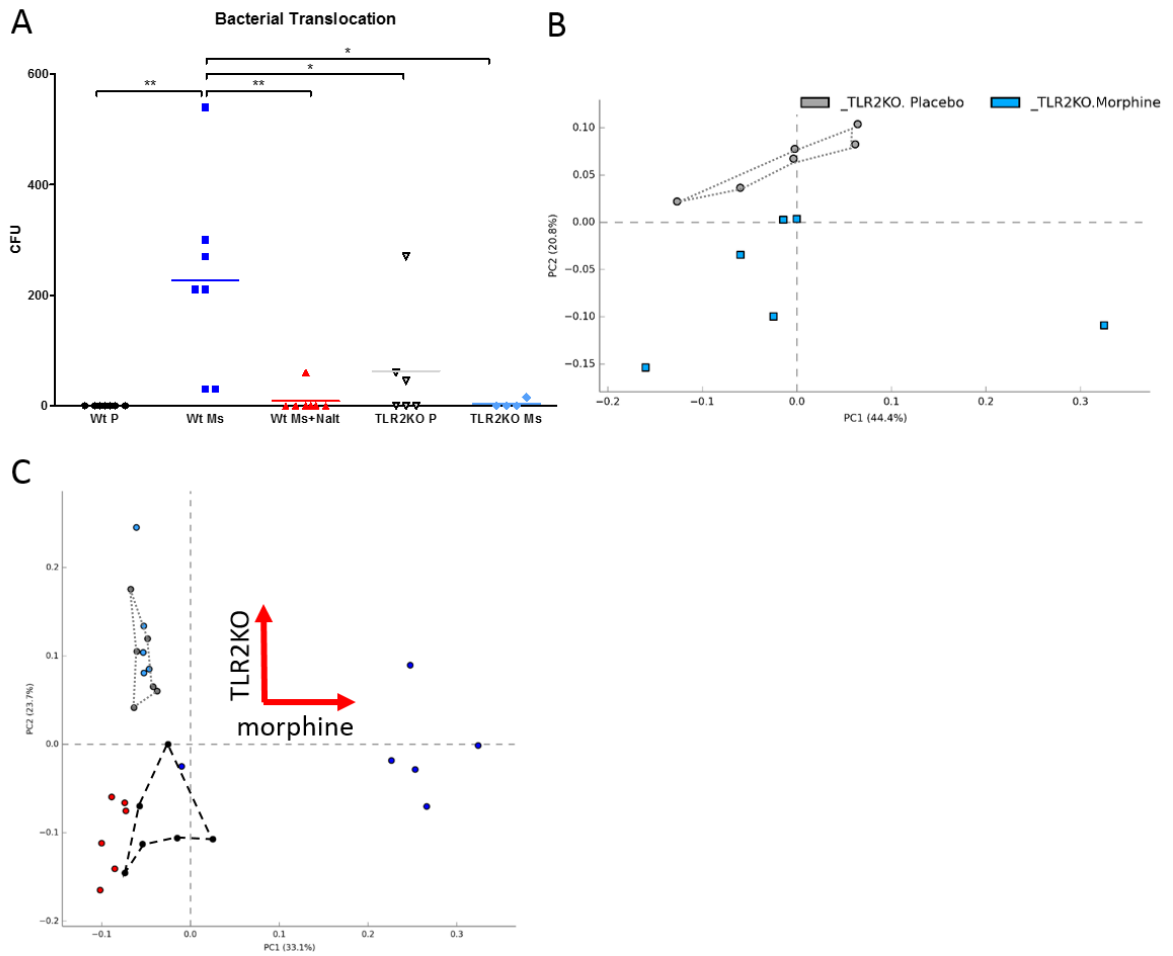 A
Bacterial Translocation
B
*
*
**
**
600
400
200
0
CFU
Wt P
Wt Ms
Wt Ms+Nalt
TLR2KO P
TLR2KO Ms
_TLR2KO. Placebo
_TLR2KO.Morphine
0.10
0.05
0.00
−0.05
−0.10
−0.15
PC2 (20.8%)
−0.2
−0.1
0.0
0.1
0.2
0.3
PC1 (44.4%)
C
0.2
0.1
0.0
−0.1
−0.2
PC2 (23.7%)
TLR2KO
morphine
−0.1
0.0
0.1
0.2
0.3
PC1 (33.1%)